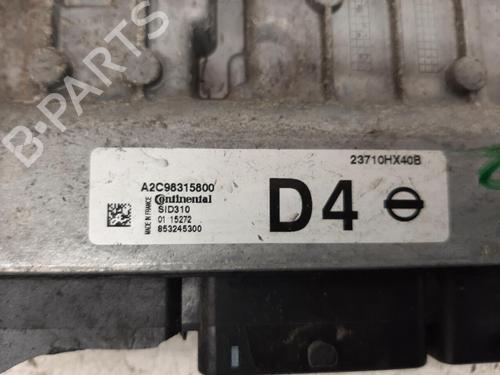 B-PARTS
23710HX40B
A2C98315800
Continental
MADE IN FRANCE
SID310
01 15272
853245300
D4